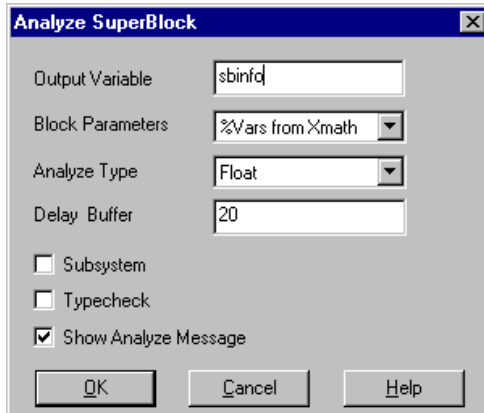 Analyze SuperBlock
Output Variable sbinfo
Block Parameters %Vars from Xmath
Analyze Type Float
Delay Buffer 20
Subsystem
Typecheck
Show Analyze Message
OK Cancel Help